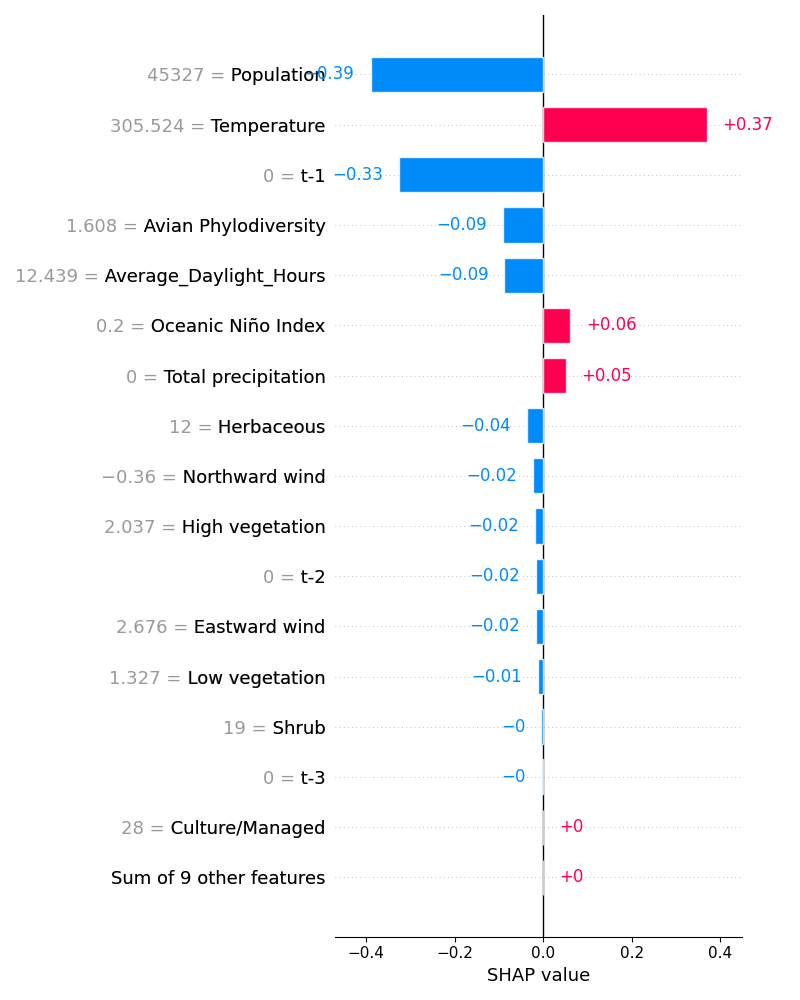 45327 = Population −0.39
305.524 = Temperature +0.37
0 = t-1 −0.33
1.608 = Avian Phylodiversity −0.09
12.439 = Average_Daylight_Hours −0.09
0.2 = Oceanic Niño Index +0.06
0 = Total precipitation +0.05
12 = Herbaceous −0.04
−0.36 = Northward wind −0.02
2.037 = High vegetation −0.02
0 = t-2 −0.02
2.676 = Eastward wind −0.02
1.327 = Low vegetation −0.01
19 = Shrub −0
0 = t-3 −0
28 = Culture/Managed +0
Sum of 9 other features +0
−0.4 −0.2 0.0 0.2 0.4
SHAP value